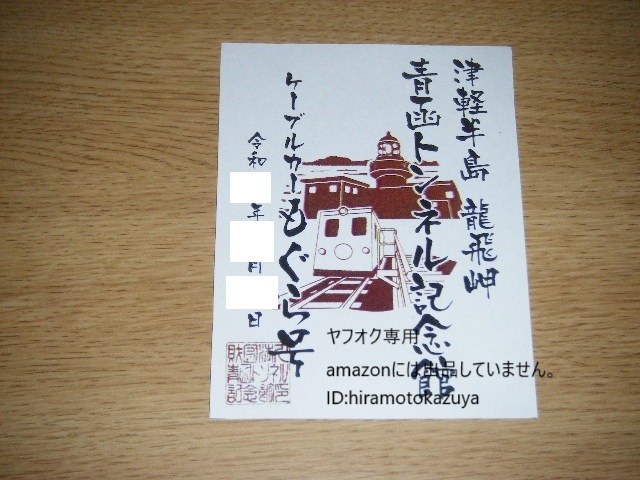 津軽半島 龍飛岬
青函トンネル記念館
ケーブルカーもぐら号
令和 年 月 日
ヤフオク専用
amazonには出品していません。
ID:hiramotokazuya